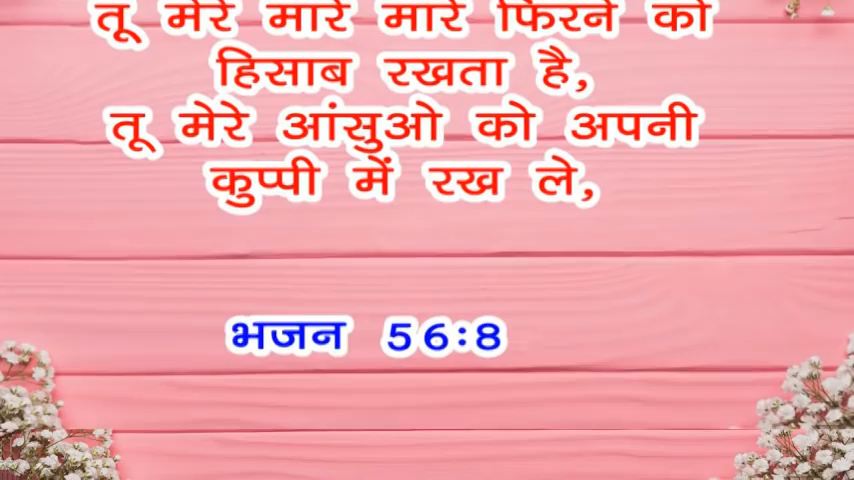 तू मेरे मारे मारे फिरने को
हिसाब रखता है,
तू मेरे आंसुओ को अपनी
कुप्पी में रख ले,
भजन 56:8